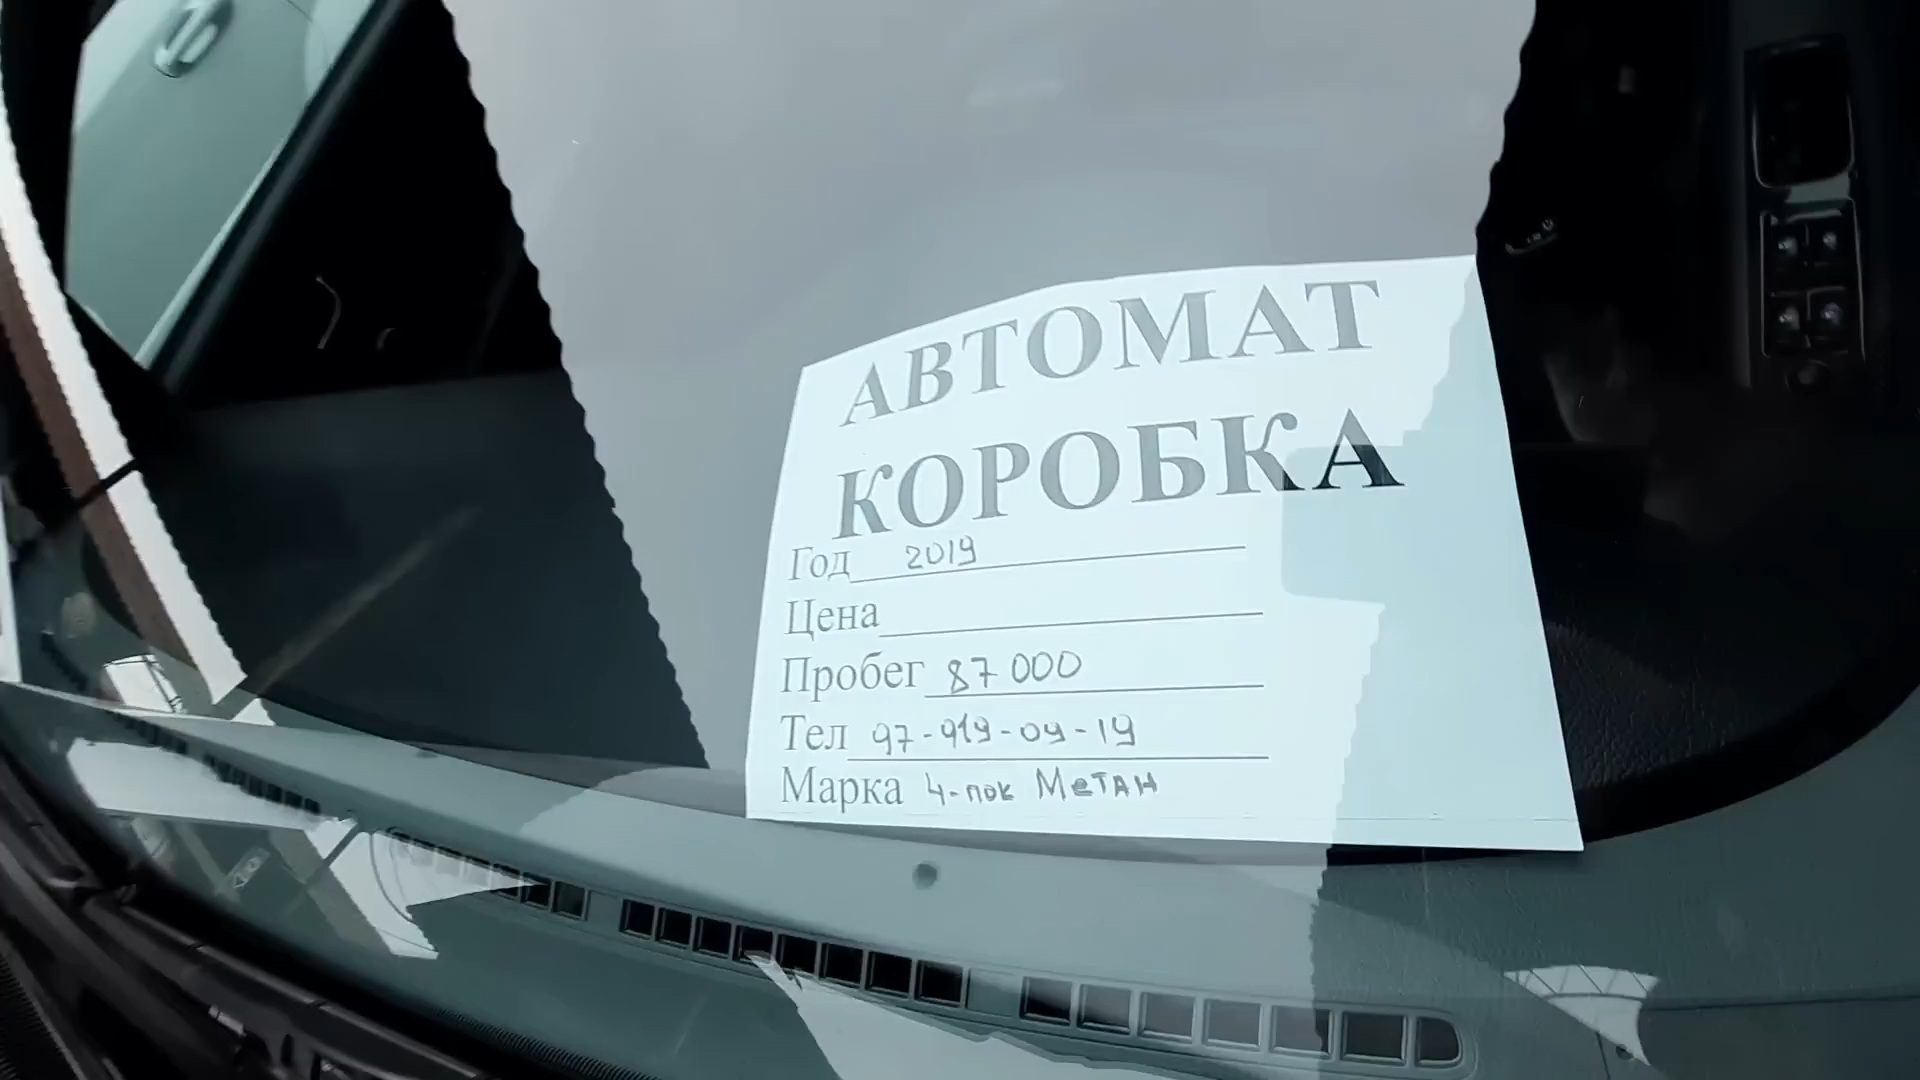 АВТОМАТ
КОРОБКА
Год 2019
Цена
Пробег 87 000
Тел 97-919-09-19
Марка 4-пок Метан